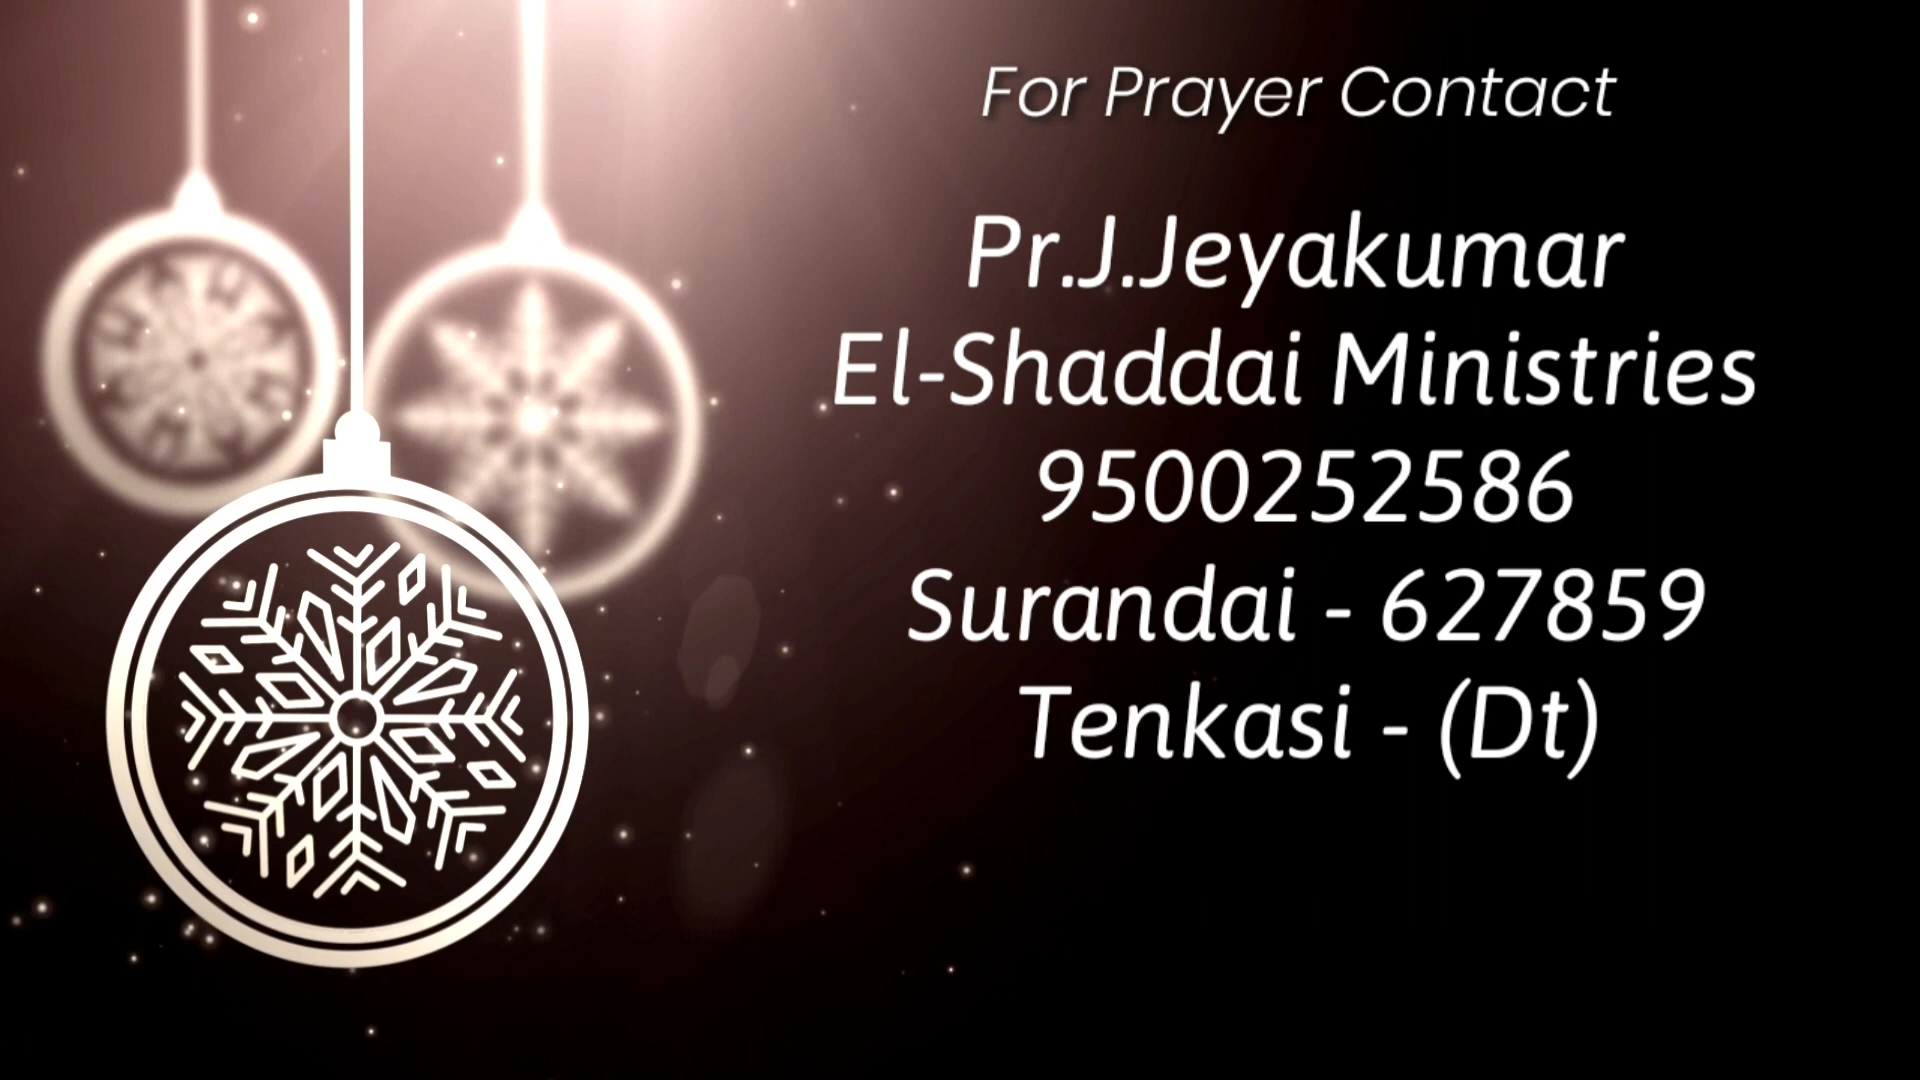 For Prayer Contact
Pr.J.Jeyakumar
El-Shaddai Ministries
9500252586
Surandai - 627859
Tenkasi - (Dt)